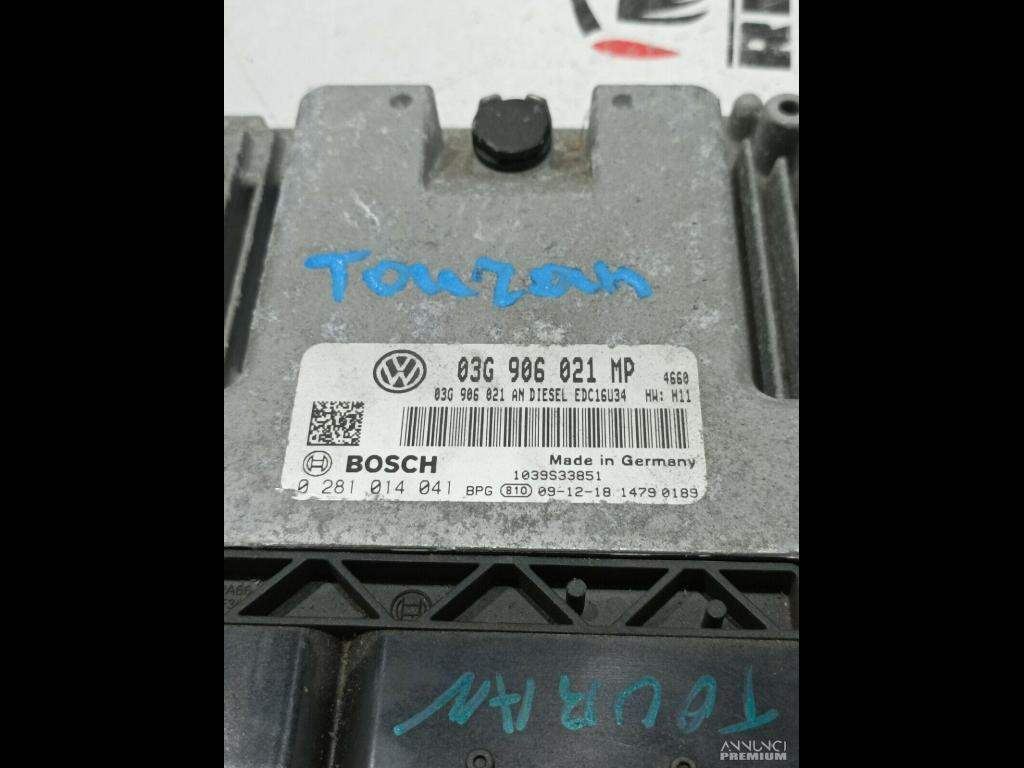 Touran
03G 906 021 MP 4660
03G 906 021 AN DIESEL EDC16U34 HW: H11
BOSCH Made in Germany
1039S33851
0 281 014 041 BPG 810 09-12-18 1479 0189
TOURAN
ANNUNCI
PREMIUM